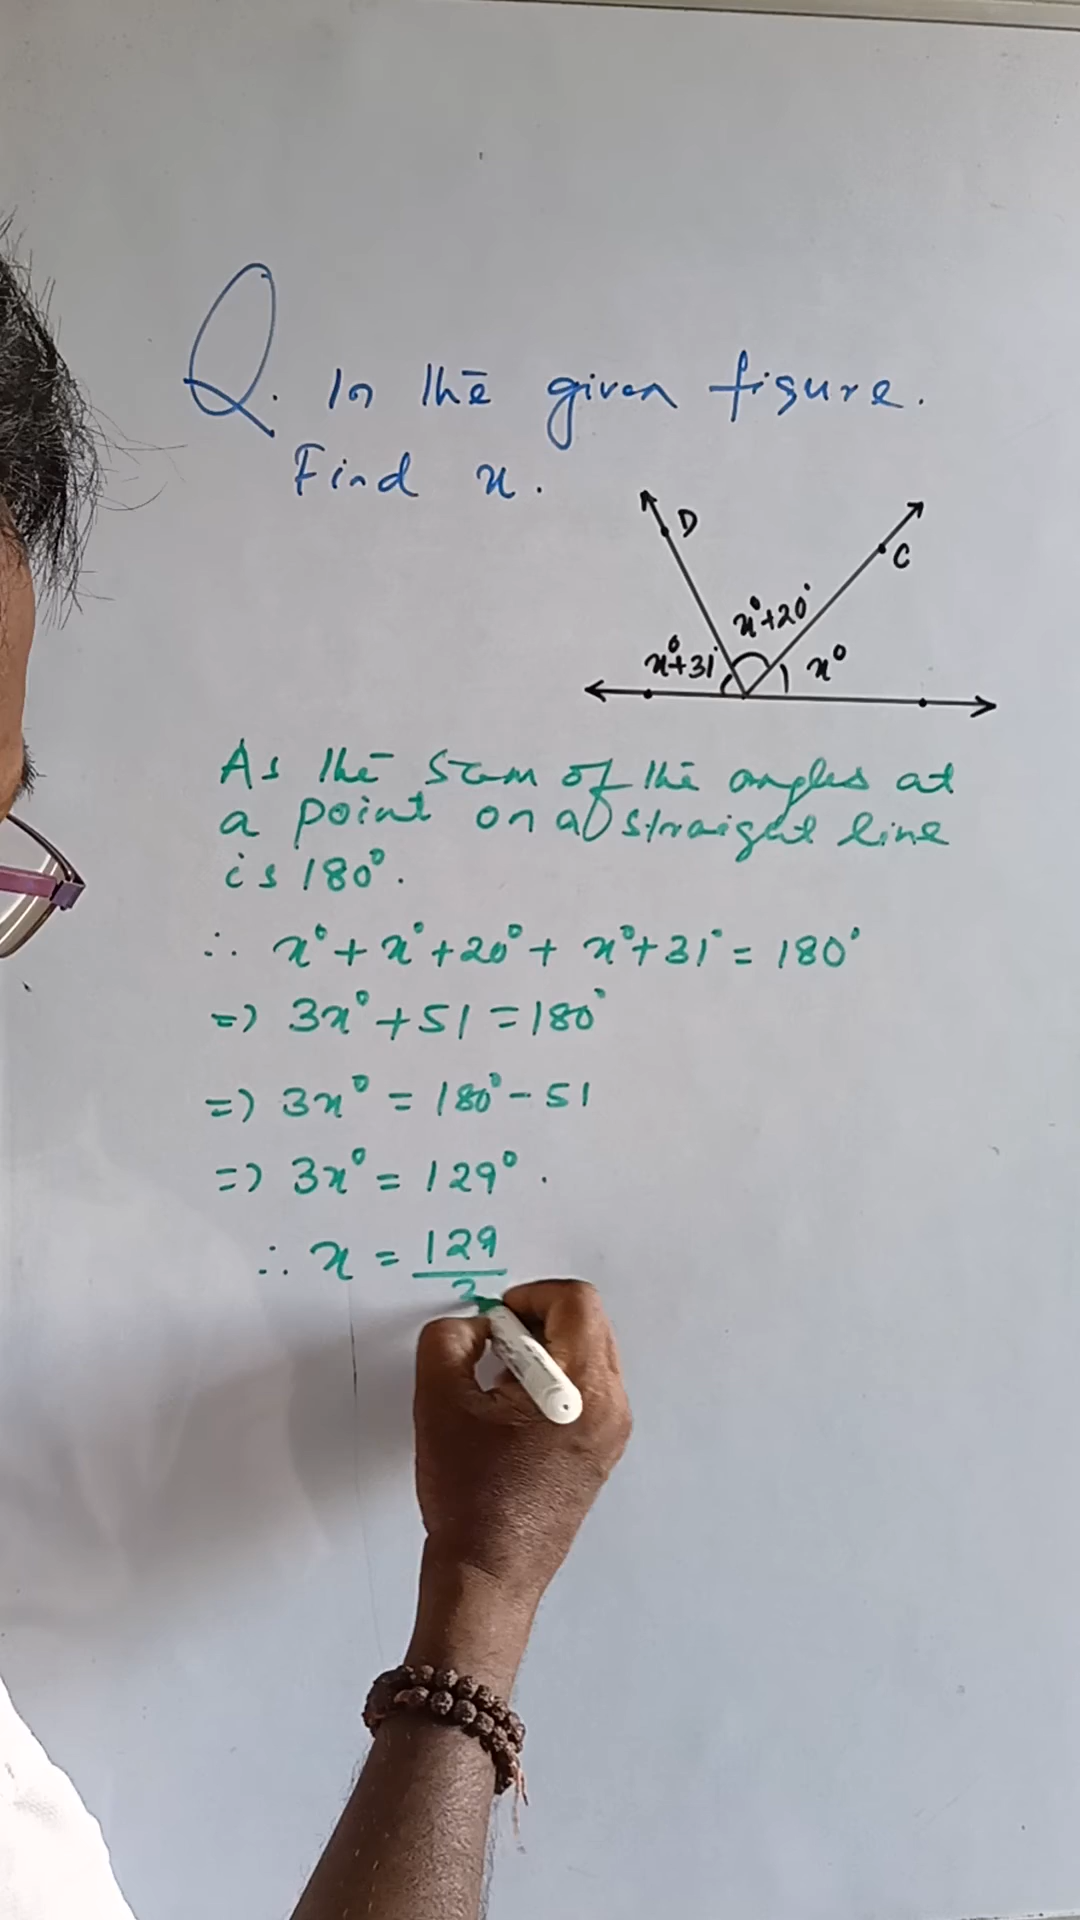 Q. In the given figure.
Find x.
D
C
x°+20°
x°+31°
x°
As the sum of the angles at
a point on a straight line
is 180°.
∴ x° + x° + 20° + x° + 31° = 180°
=) 3x° + 51 = 180°
=) 3x° = 180° - 51
=) 3x° = 129° .
∴ x = 129
3